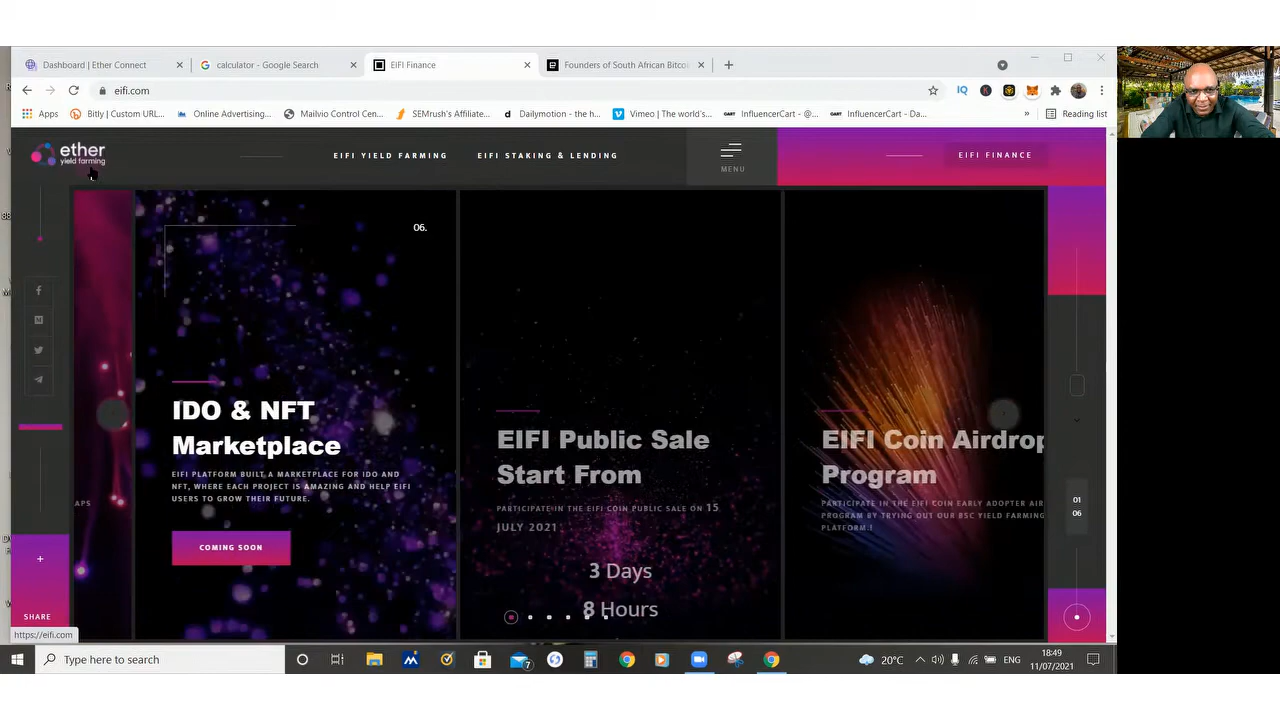 Dashboard | Ether Connect
calculator - Google Search
EIFI Finance
Founders of South African Bitco
eifi.com
Apps
Bitly | Custom URL...
Online Advertising...
Mailvio Control Cen...
SEMrush's Affiliate...
Dailymotion - the h...
Vimeo | The world's...
InfluencerCart - @...
InfluencerCart - Da...
»
Reading list
ether
yield farming
EIFI YIELD FARMING
EIFI STAKING & LENDING
MENU
EIFI FINANCE
06.
IDO & NFT
Marketplace
EIFI PLATFORM BUILT A MARKETPLACE FOR IDO AND
NFT, WHERE EACH PROJECT IS AMAZING AND HELP EIFI
USERS TO GROW THEIR FUTURE.
COMING SOON
APS
EIFI Public Sale
Start From
PARTICIPATE IN THE EIFI COIN PUBLIC SALE ON 15
JULY 2021
3 Days
8 Hours
EIFI Coin Airdrop
Program
PARTICIPATE IN THE EIFI COIN EARLY ADOPTER AIR
PROGRAM BY TRYING OUT OUR BSC YIELD FARMING
PLATFORM.!
01
06
+
SHARE
https://eifi.com
Type here to search
7
20°C
ENG
18:49
11/07/2021